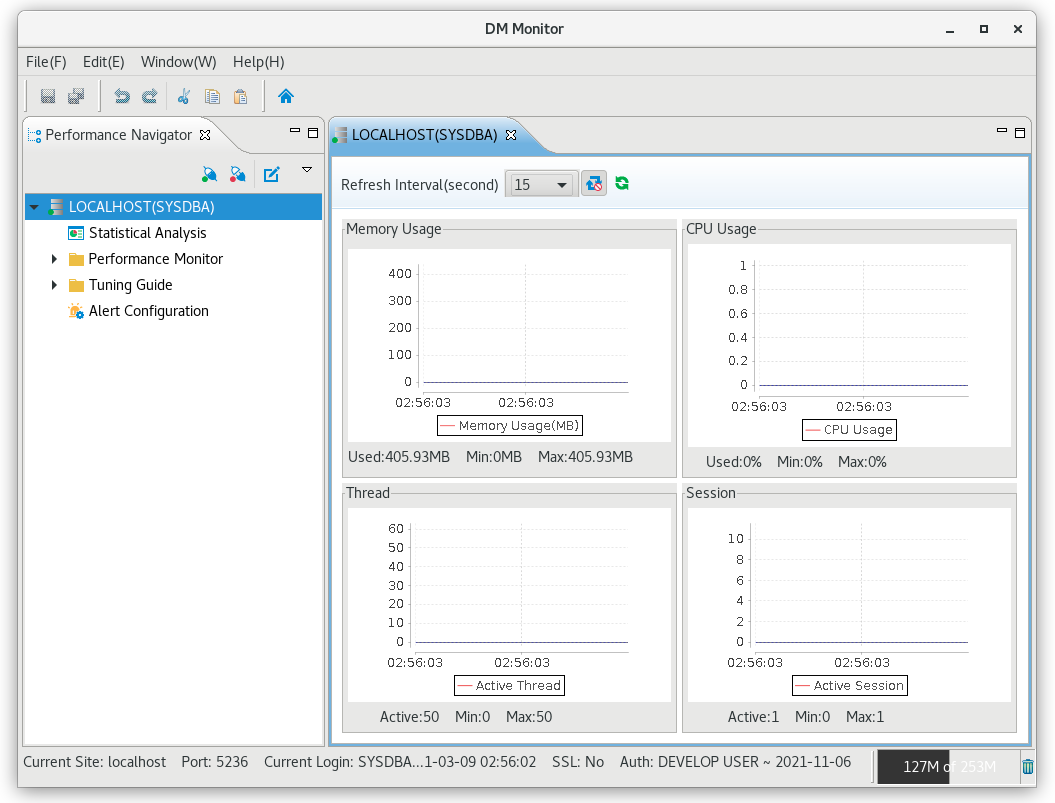 DM Monitor
File(F) Edit(E) Window(W) Help(H)
Performance Navigator
LOCALHOST(SYSDBA)
Statistical Analysis
Performance Monitor
Tuning Guide
Alert Configuration
LOCALHOST(SYSDBA)
Refresh Interval(second) 15
Memory Usage
400
300
200
100
0
02:56:03 02:56:03
Memory Usage(MB)
Used:405.93MB Min:0MB Max:405.93MB
CPU Usage
1
0.8
0.6
0.4
0.2
0
02:56:03 02:56:03
CPU Usage
Used:0% Min:0% Max:0%
Thread
60
50
40
30
20
10
0
02:56:03 02:56:03
Active Thread
Active:50 Min:0 Max:50
Session
10
8
6
4
2
0
02:56:03 02:56:03
Active Session
Active:1 Min:0 Max:1
Current Site: localhost Port: 5236 Current Login: SYSDBA...1-03-09 02:56:02 SSL: No Auth: DEVELOP USER ~ 2021-11-06 127M of 253M